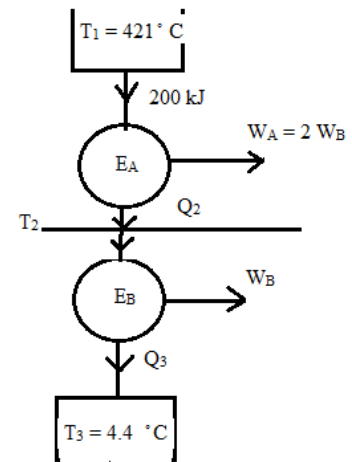 T₁ = 421° C
200 kJ
W_A = 2 W_B
E_A
Q₂
T₂
E_B
W_B
Q₃
T₃ = 4.4 °C